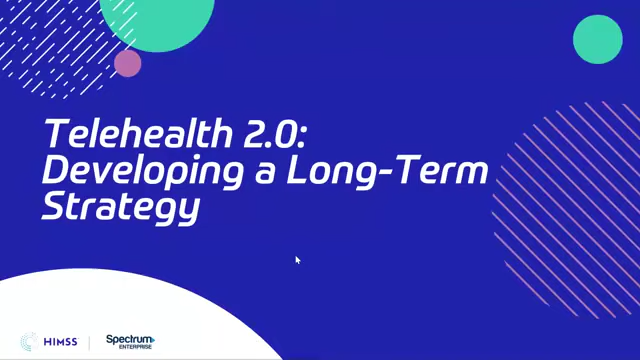 Telehealth 2.0:
Developing a Long-Term
Strategy
HIMSS
Spectrum
ENTERPRISE